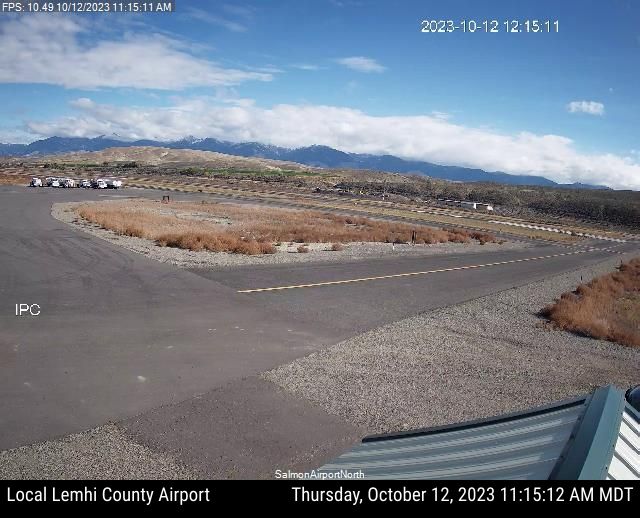 FPS: 10.49 10/12/2023 11:15:11 AM
2023-10-12 12:15:11
IPC
SalmonAirportNorth
Local Lemhi County Airport Thursday, October 12, 2023 11:15:12 AM MDT